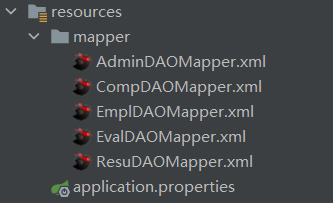 resources
mapper
AdminDAOMapper.xml
CompDAOMapper.xml
EmplDAOMapper.xml
EvalDAOMapper.xml
ResuDAOMapper.xml
application.properties